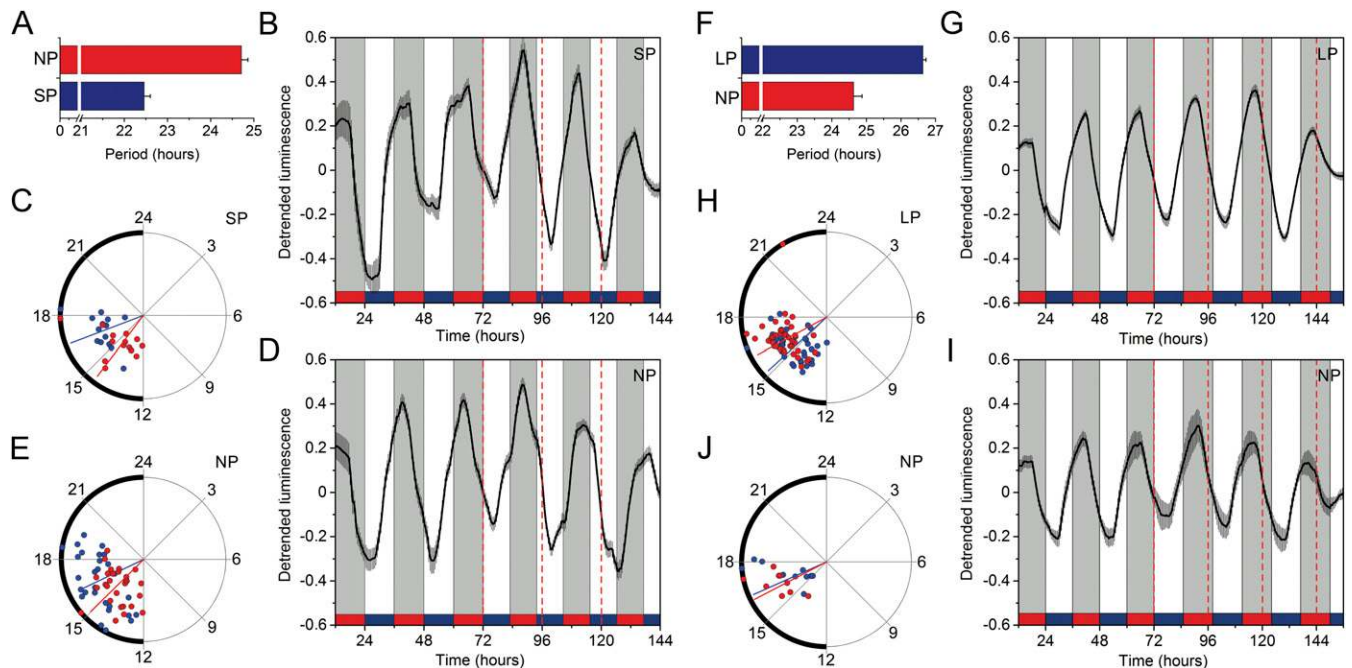 A
NP
SP
0 21 22 23 24 25
Period (hours)
B
Detrended luminescence
0.6
0.4
0.2
0
-0.2
-0.4
-0.6
SP
24 48 72 96 120 144
Time (hours)
C
SP
24
21 3
18 6
15 9
12
D
Detrended luminescence
0.6
0.4
0.2
0
-0.2
-0.4
-0.6
NP
24 48 72 96 120 144
Time (hours)
E
NP
24
21 3
18 6
15 9
12
F
LP
NP
0 22 23 24 25 26 27
Period (hours)
G
Detrended luminescence
0.6
0.4
0.2
0
-0.2
-0.4
-0.6
LP
24 48 72 96 120 144
Time (hours)
H
LP
24
21 3
18 6
15 9
12
I
Detrended luminescence
0.6
0.4
0.2
0
-0.2
-0.4
-0.6
NP
24 48 72 96 120 144
Time (hours)
J
NP
24
21 3
18 6
15 9
12